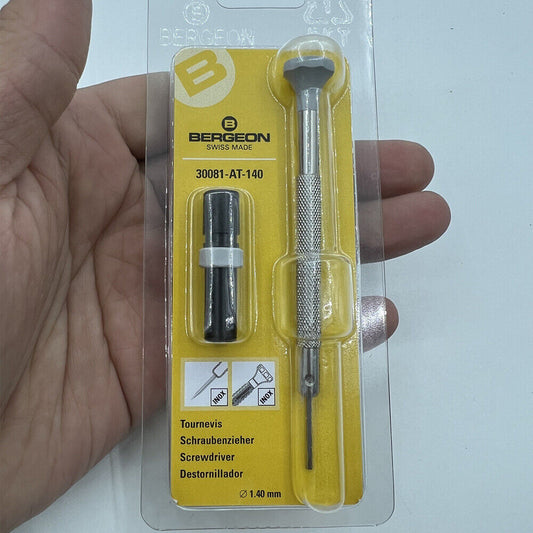 BERGEON
B
B
BERGEON
SWISS MADE
30081-AT-140
INOX
INOX
Tournevis
Schraubenzieher
Screwdriver
Destornillador
Ø 1.40 mm